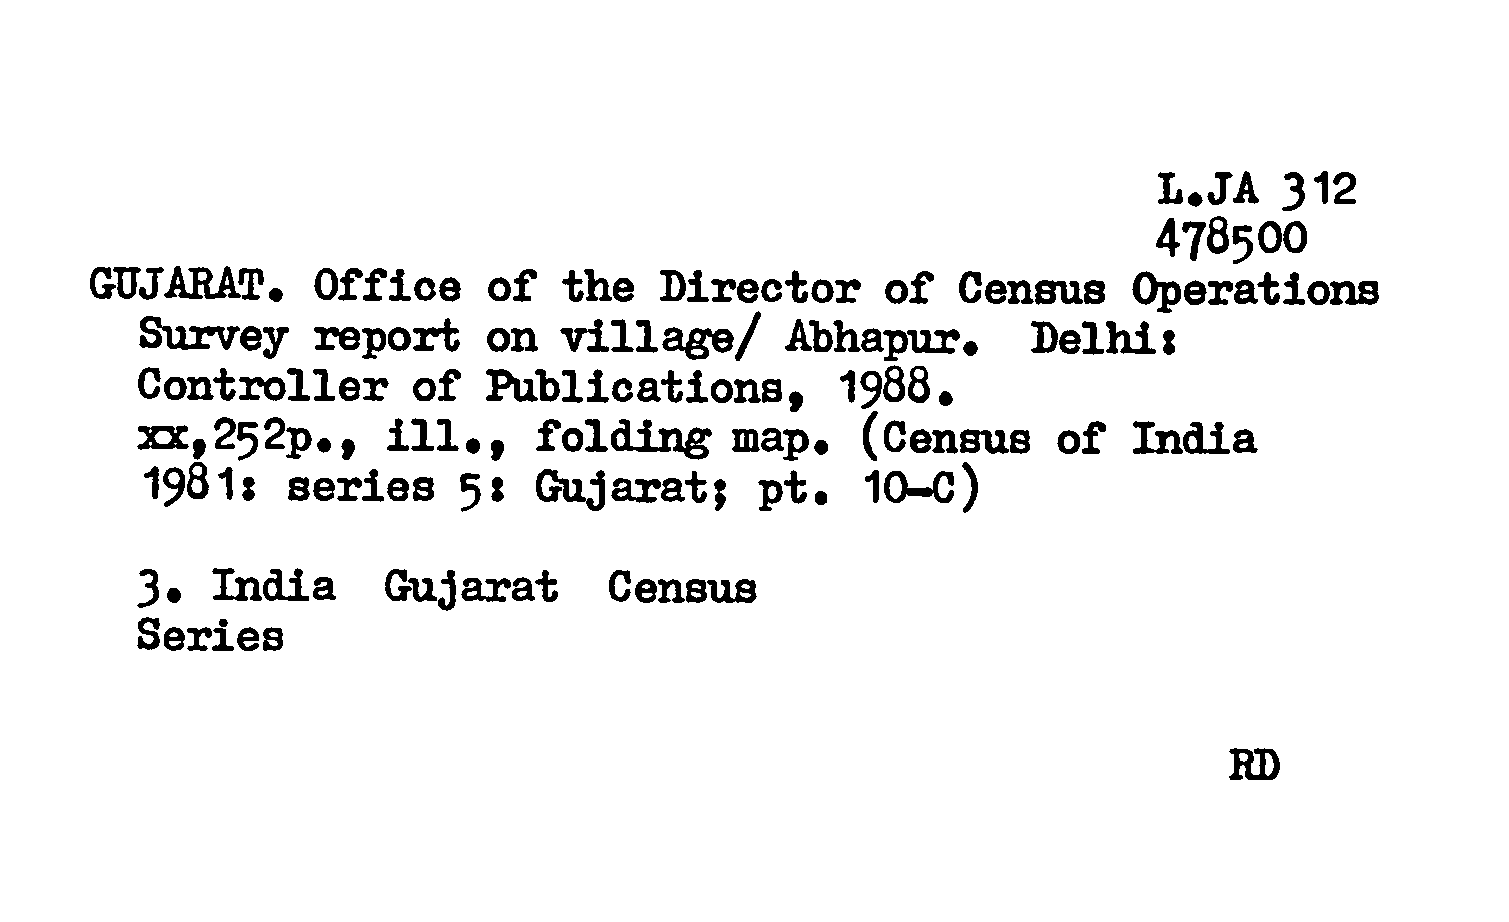 L.JA 312
478500
GUJARAT. Office of the Director of Census Operations
Survey report on village/ Abhapur. Delhi:
Controller of Publications, 1988.
xx,252p., ill., folding map. (Census of India
1981: series 5: Gujarat; pt. 10-C)
3. India Gujarat Census
Series
RD